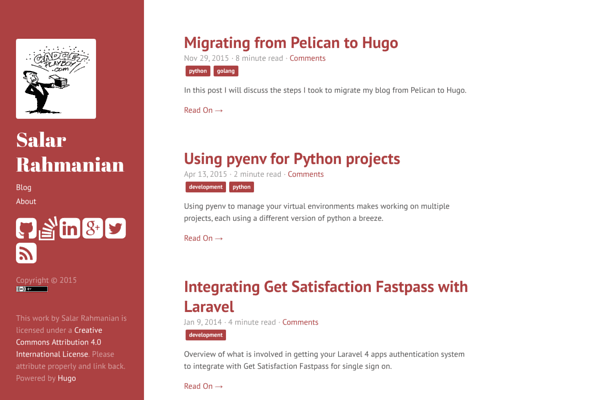 GADGET
PLAYBOY
.COM
Salar
Rahmanian
Blog
About
Copyright © 2015
This work by Salar Rahmanian is
licensed under a Creative
Commons Attribution 4.0
International License. Please
attribute properly and link back.
Powered by Hugo
Migrating from Pelican to Hugo
Nov 29, 2015 · 8 minute read · Comments
python golang
In this post I will discuss the steps I took to migrate my blog from Pelican to Hugo.
Read On →
Using pyenv for Python projects
Apr 13, 2015 · 2 minute read · Comments
development python
Using pyenv to manage your virtual environments makes working on multiple
projects, each using a different version of python a breeze.
Read On →
Integrating Get Satisfaction Fastpass with
Laravel
Jan 9, 2014 · 4 minute read · Comments
development
Overview of what is involved in getting your Laravel 4 apps authentication system
to integrate with Get Satisfaction Fastpass for single sign on.
Read On →